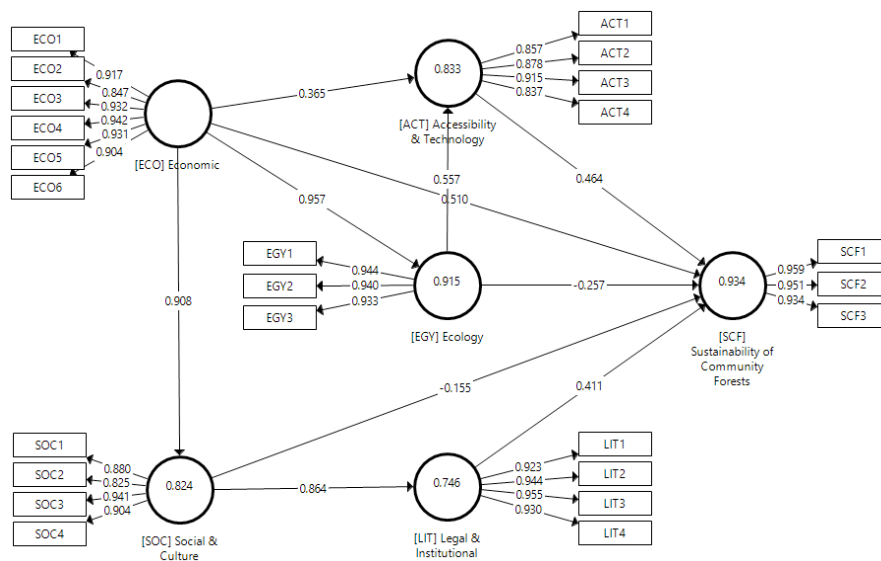 ECO1
ECO2
ECO3
ECO4
ECO5
ECO6
0.917
0.847
0.932
0.942
0.931
0.904
[ECO] Economic
0.365
0.833
[ACT] Accessibility
& Technology
0.857
0.878
0.915
0.837
ACT1
ACT2
ACT3
ACT4
0.557
0.464
0.957
0.510
0.908
EGY1
EGY2
EGY3
0.944
0.940
0.933
0.915
[EGY] Ecology
-0.257
0.934
[SCF]
Sustainability of
Community
Forests
0.959
0.951
0.934
SCF1
SCF2
SCF3
-0.155
0.411
SOC1
SOC2
SOC3
SOC4
0.880
0.825
0.941
0.904
0.824
[SOC] Social &
Culture
0.864
0.746
[LIT] Legal &
Institutional
0.923
0.944
0.955
0.930
LIT1
LIT2
LIT3
LIT4